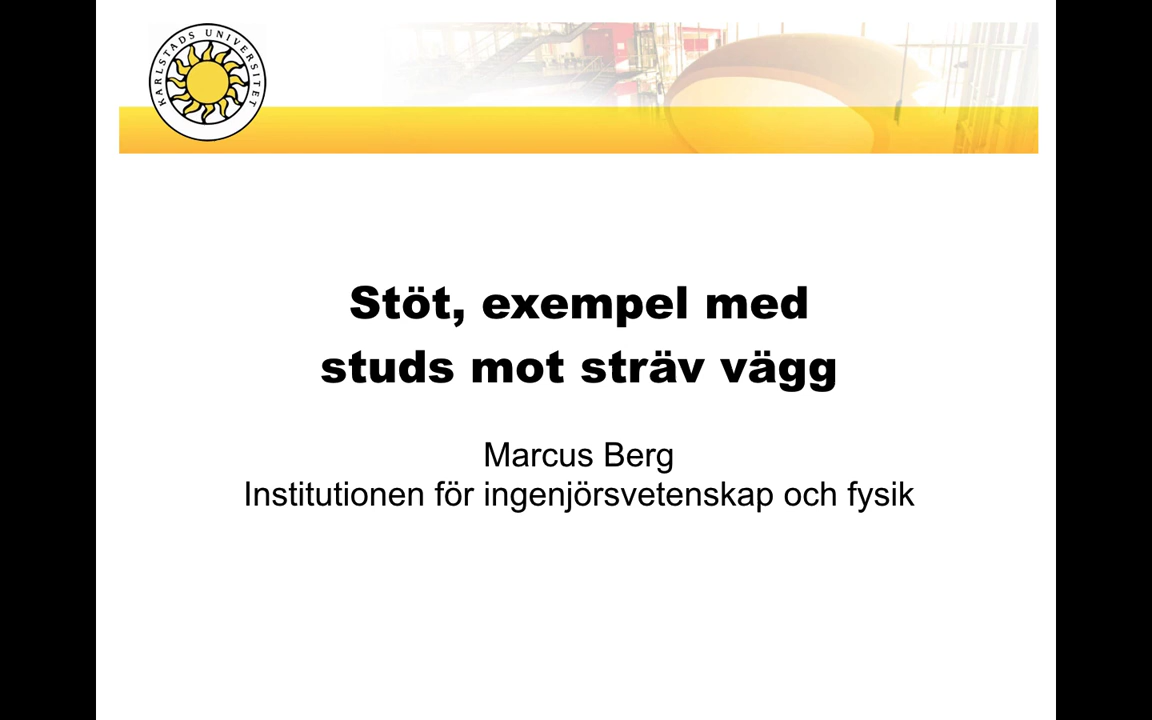 KARLSTADS UNIVERSITET
Stöt, exempel med
studs mot sträv vägg
Marcus Berg
Institutionen för ingenjörsvetenskap och fysik